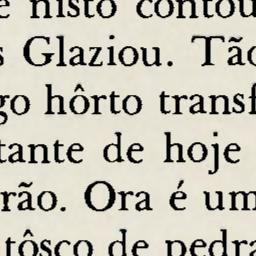 e nisto contou
s Glaziou. Tão
go hôrto transf
tante de hoje
rão. Ora é um
tôsco de pedra